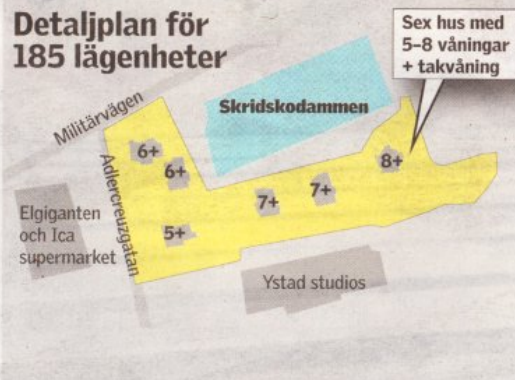 Detaljplan för
185 lägenheter
Sex hus med
5–8 våningar
+ takvåning
Skridskodammen
Militärvägen
Adlercreuzgatan
6+
6+
8+
7+
7+
5+
Elgiganten
och Ica
supermarket
Ystad studios